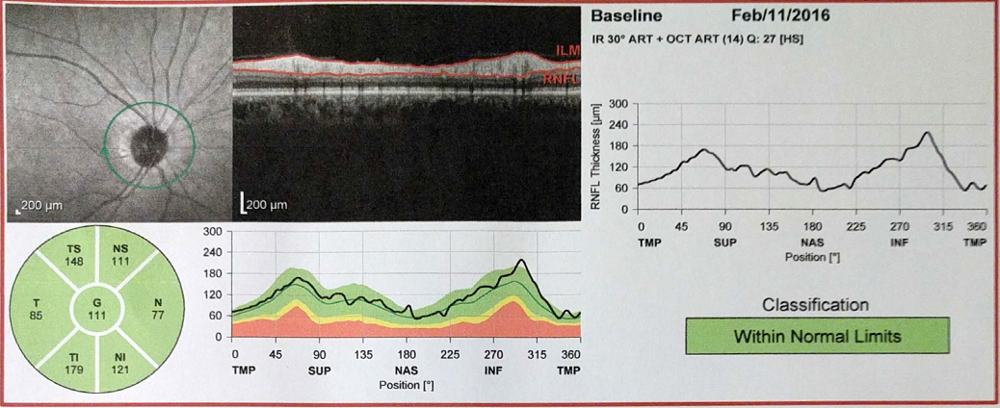 Baseline Feb/11/2016
IR 30° ART + OCT ART (14) Q: 27 [HS]
ILM
RNFL
200 µm
200 µm
RNFL Thickness [µm]
300
240
180
120
60
0
0 45 90 135 180 225 270 315 360
TMP SUP NAS INF TMP
Position [°]
TS
148
NS
111
T
85
G
111
N
77
TI
179
NI
121
300
240
180
120
60
0
0 45 90 135 180 225 270 315 360
TMP SUP NAS INF TMP
Position [°]
Classification
Within Normal Limits